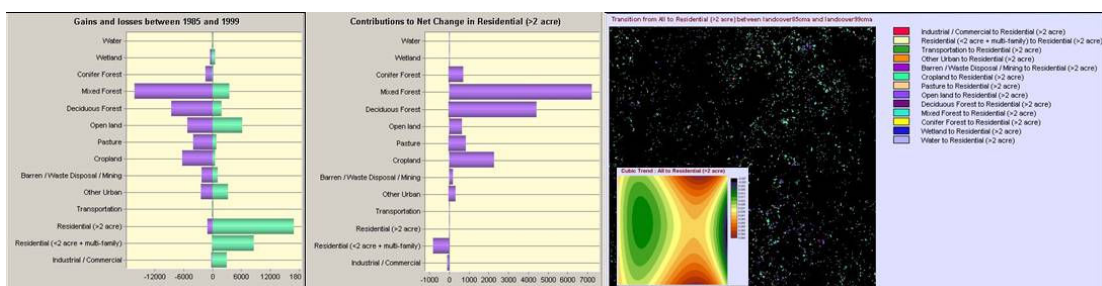 Gains and losses between 1985 and 1999
Water
Wetland
Conifer Forest
Mixed Forest
Deciduous Forest
Open land
Pasture
Cropland
Barren / Waste Disposal / Mining
Other Urban
Transportation
Residential (>2 acre)
Residential (<2 acre + multi-family)
Industrial / Commercial
-12000 -6000 0 6000 12000 180
Contributions to Net Change in Residential (>2 acre)
Water
Wetland
Conifer Forest
Mixed Forest
Deciduous Forest
Open land
Pasture
Cropland
Barren / Waste Disposal / Mining
Other Urban
Transportation
Residential (>2 acre)
Residential (<2 acre + multi-family)
Industrial / Commercial
-1000 0 1000 2000 3000 4000 5000 6000 7000
Transition from All to Residential (>2 acre) between landcover85cma and landcover99cma
Cubic Trend : All to Residential (>2 acre)
Industrial / Commercial to Residential (>2 acre)
Residential (<2 acre + multi-family) to Residential (>2 acre)
Transportation to Residential (>2 acre)
Other Urban to Residential (>2 acre)
Barren / Waste Disposal / Mining to Residential (>2 acre)
Cropland to Residential (>2 acre)
Pasture to Residential (>2 acre)
Open land to Residential (>2 acre)
Deciduous Forest to Residential (>2 acre)
Mixed Forest to Residential (>2 acre)
Conifer Forest to Residential (>2 acre)
Wetland to Residential (>2 acre)
Water to Residential (>2 acre)